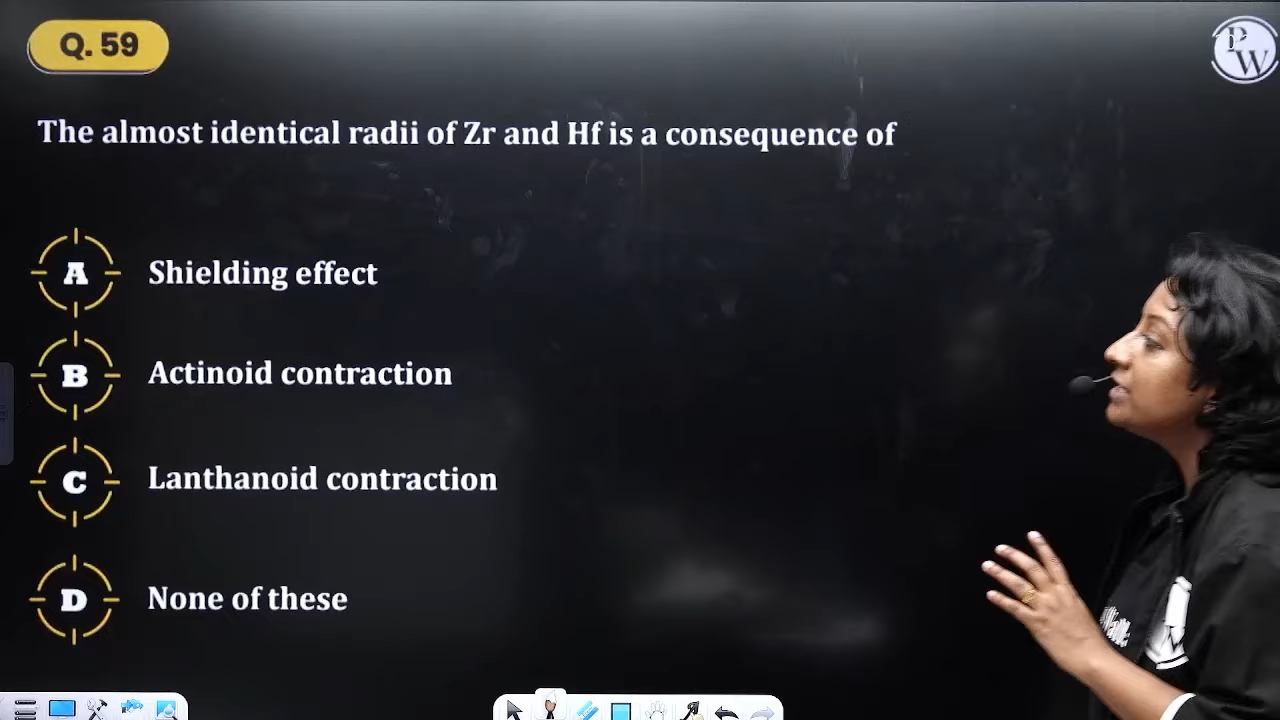 Q. 59
PW
The almost identical radii of Zr and Hf is a consequence of
A Shielding effect
B Actinoid contraction
C Lanthanoid contraction
D None of these